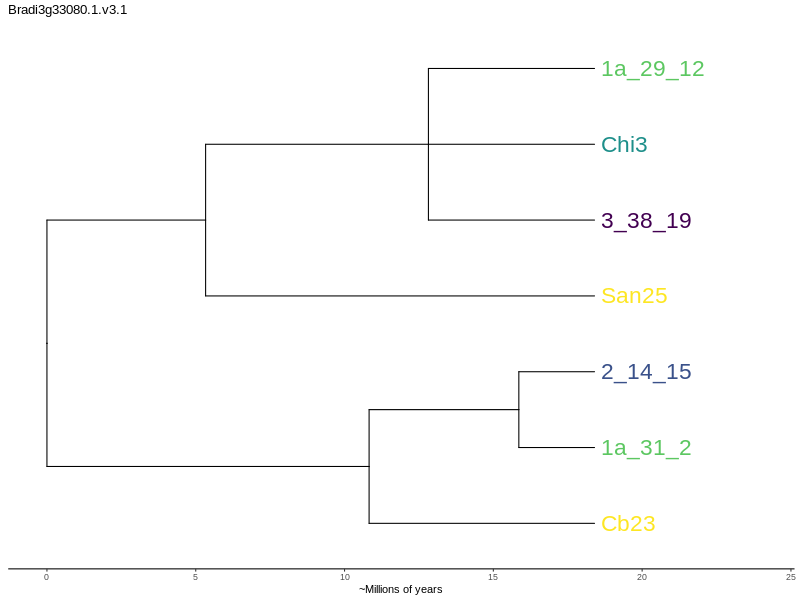 Bradi3g33080.1.v3.1
1a_29_12
Chi3
3_38_19
San25
2_14_15
1a_31_2
Cb23
0 5 10 15 20 25
~Millions of years